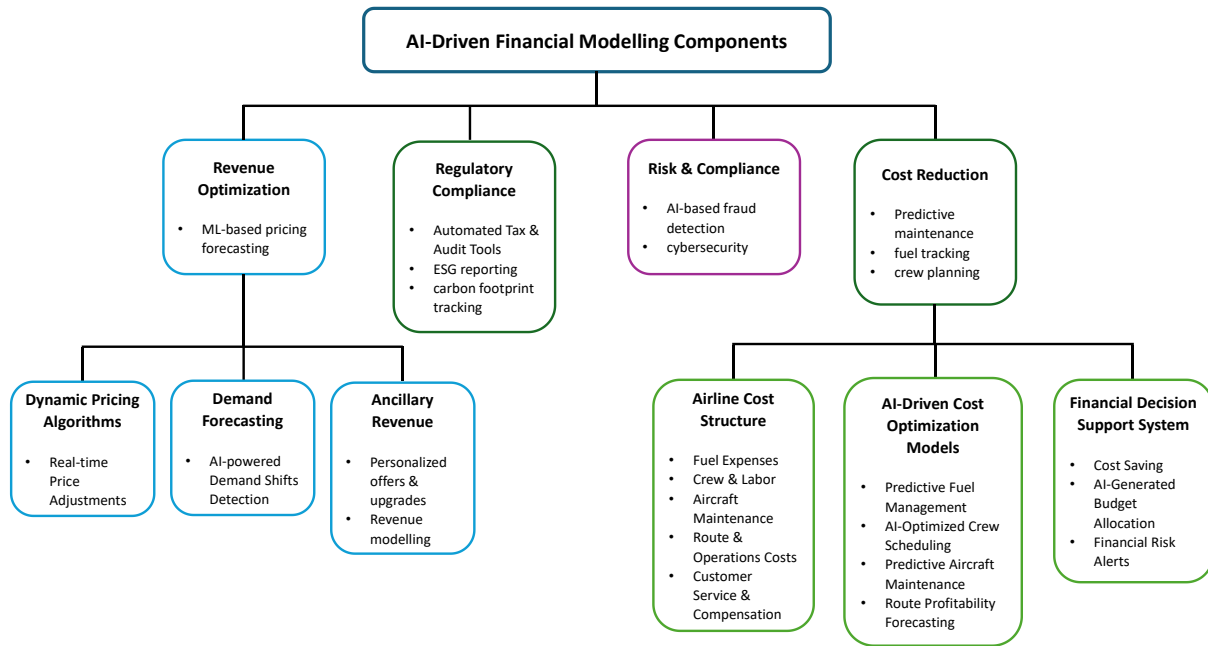 AI-Driven Financial Modelling Components
Revenue
Optimization
• ML-based pricing
forecasting
Regulatory
Compliance
• Automated Tax &
Audit Tools
• ESG reporting
• carbon footprint
tracking
Risk & Compliance
• AI-based fraud
detection
• cybersecurity
Cost Reduction
• Predictive
maintenance
• fuel tracking
• crew planning
Dynamic Pricing
Algorithms
• Real-time
Price
Adjustments
Demand
Forecasting
• AI-powered
Demand Shifts
Detection
Ancillary
Revenue
• Personalized
offers &
upgrades
• Revenue
modelling
Airline Cost
Structure
• Fuel Expenses
• Crew & Labor
• Aircraft
Maintenance
• Route &
Operations Costs
• Customer
Service &
Compensation
AI-Driven Cost
Optimization
Models
• Predictive Fuel
Management
• AI-Optimized Crew
Scheduling
• Predictive Aircraft
Maintenance
• Route Profitability
Forecasting
Financial Decision
Support System
• Cost Saving
• AI-Generated
Budget
Allocation
• Financial Risk
Alerts